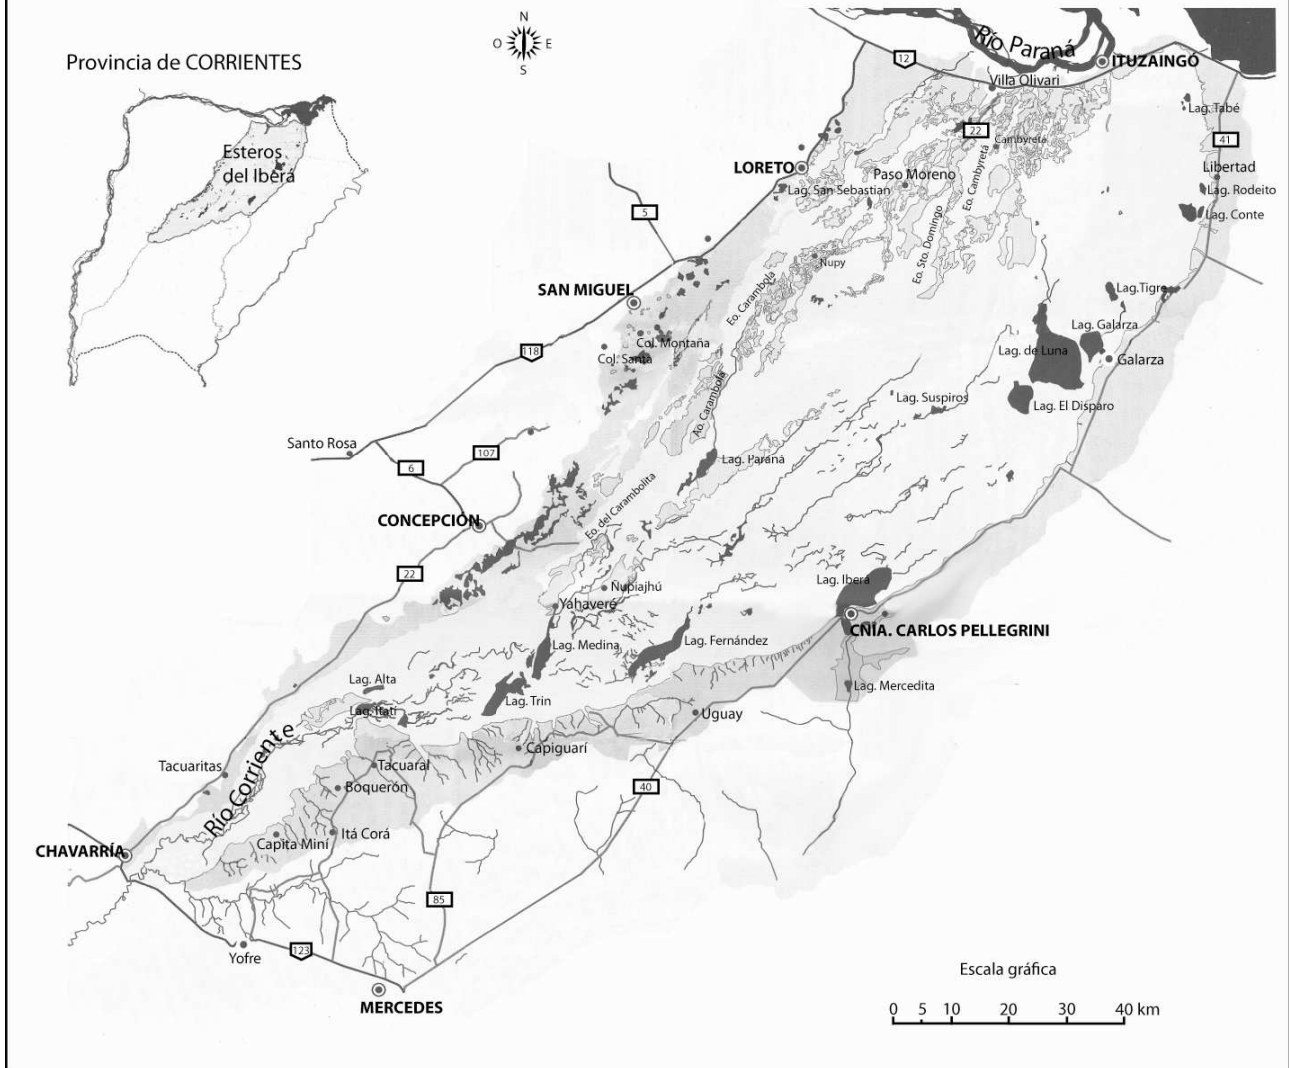 N
O E
S
Provincia de CORRIENTES
Esteros
del Iberá
Río Paraná
12
ITUZAINGÓ
Villa Olivari
22
Cambyretá
Lag. Tabé
41
LORETO
Lag. San Sebastian
Paso Moreno
Eo. Cambyretá
Libertad
Lag. Rodeito
Lag. Conte
5
Eo. Sto. Domingo
Ñupy
SAN MIGUEL
Eo. Carambola
Lag.Tigre
Col. Montaña
Col. Santa
118
Lag. Galarza
Lag. de Luna
Galarza
Ao. Carambola
Lag. Suspiros
Lag. El Disparo
Santo Rosa
107
6
Lag. Paraná
CONCEPCIÓN
Eo. del Carambolita
22
Lag. Iberá
Ñupiajhú
Yahaveré
CNIA. CARLOS PELLEGRINI
Lag. Medina
Lag. Fernández
Lag. Alta
Lag. Mercedita
Lag. Itatí
Lag. Trin
Uguay
Río Corriente
Capiguarí
Tacuaritas
Tacuaral
Boquerón
40
Capita Miní
Itá Corá
CHAVARRÍA
85
123
Yofre
MERCEDES
Escala gráfica
0 5 10 20 30 40 km